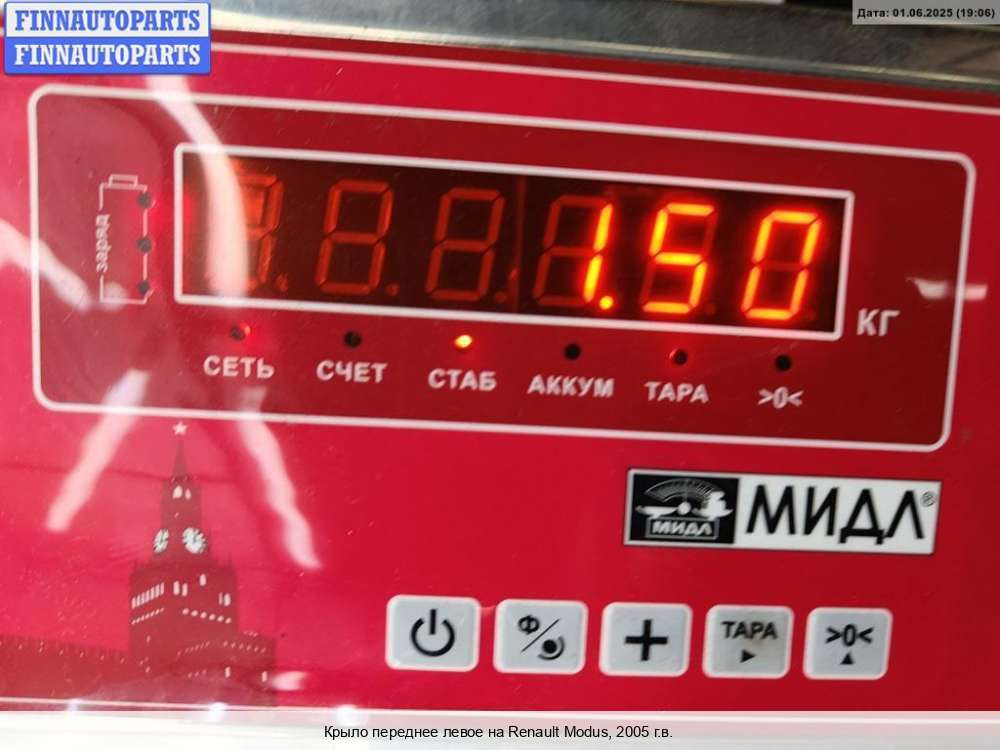 FINNAUTOPARTS
FINNAUTOPARTS
Дата: 01.06.2025 (19:06)
заряд
1.50
КГ
СЕТЬ СЧЕТ СТАБ АККУМ ТАРА >0<
МИДЛ МИДЛ®
Ф ТАРА >0<
Крыло переднее левое на Renault Modus, 2005 г.в.